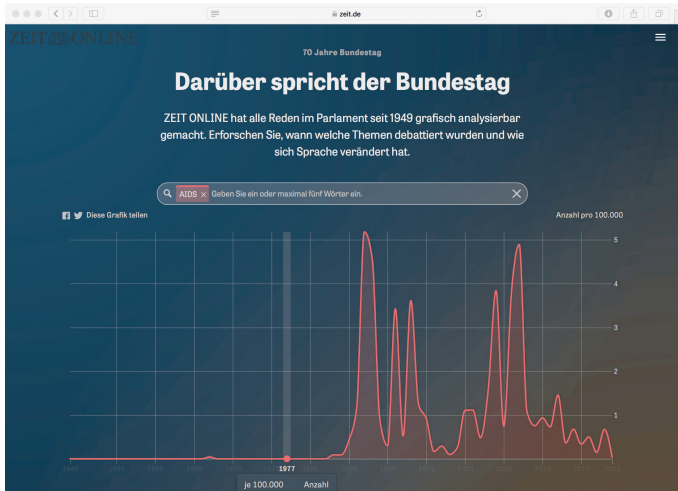 zeit.de
ZEIT ONLINE
70 Jahre Bundestag
Darüber spricht der Bundestag
ZEIT ONLINE hat alle Reden im Parlament seit 1949 grafisch analysierbar
gemacht. Erforschen Sie, wann welche Themen debattiert wurden und wie
sich Sprache verändert hat.
AIDS × Geben Sie ein oder maximal fünf Wörter ein.
Diese Grafik teilen
Anzahl pro 100.000
5
4
3
2
1
1977
je 100.000 Anzahl